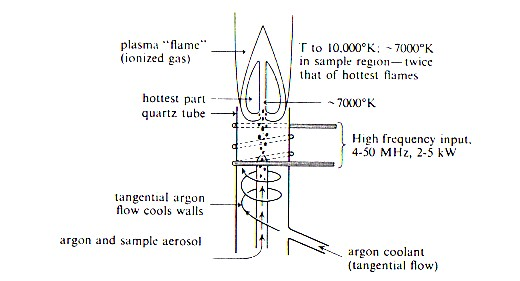 plasma "flame"
(ionized gas)
T to 10,000°K; ~7000°K
in sample region—twice
that of hottest flames
hottest part
~7000°K
quartz tube
High frequency input,
4-50 MHz, 2-5 kW
tangential argon
flow cools walls
argon and sample aerosol
argon coolant
(tangential flow)